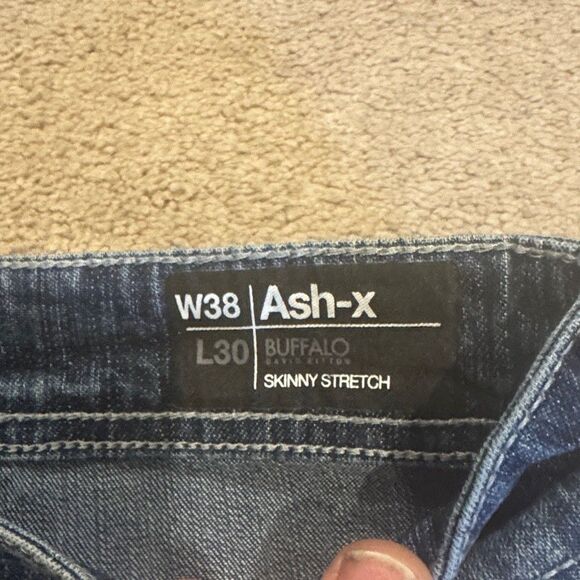 W38 Ash-x
L30 BUFFALO
DAVID BITTON
SKINNY STRETCH